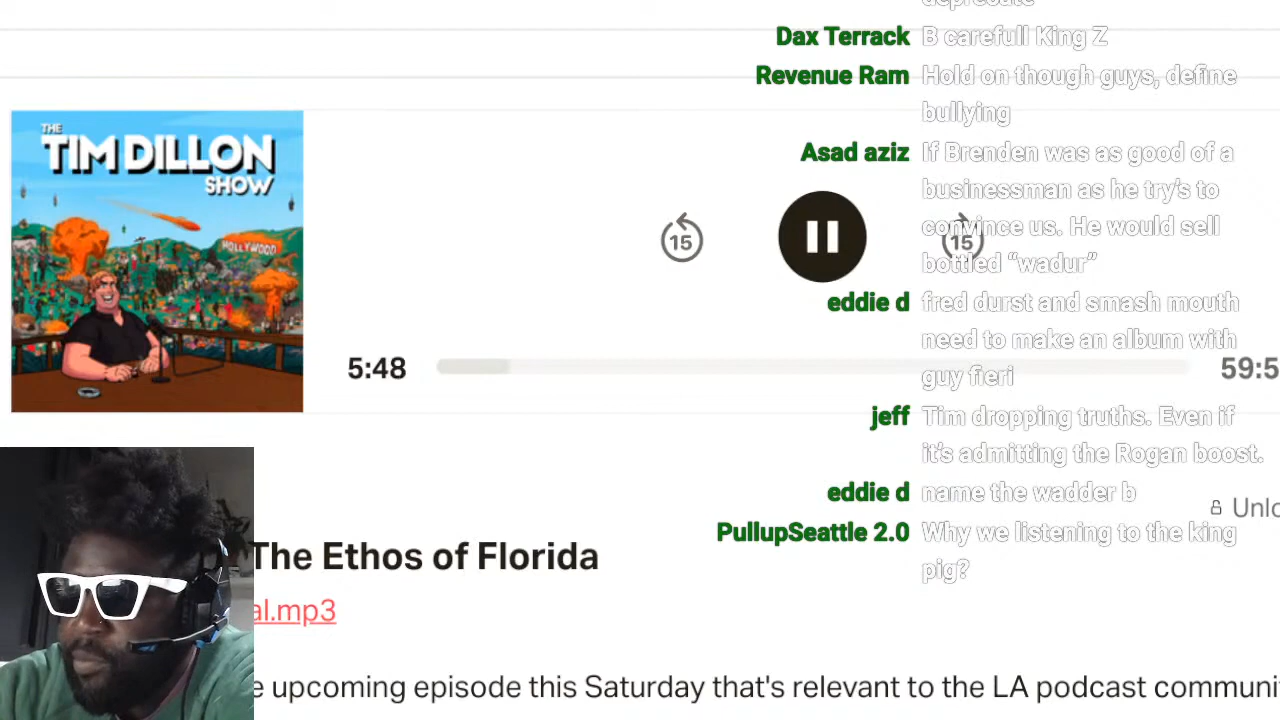 deprecate
Dax Terrack B carefull King Z
Revenue Ram Hold on though guys, define
bullying
THE
TIM DILLON
SHOW
HOLLYWOOD
Asad aziz If Brenden was as good of a
businessman as he try's to
convince us. He would sell
bottled “wadur”
15
15
eddie d fred durst and smash mouth
need to make an album with
guy fieri
5:48
59:5
jeff Tim dropping truths. Even if
it's admitting the Rogan boost.
eddie d name the wadder b
Unlo
PullupSeattle 2.0 Why we listening to the king
pig?
The Ethos of Florida
al.mp3
e upcoming episode this Saturday that's relevant to the LA podcast communi